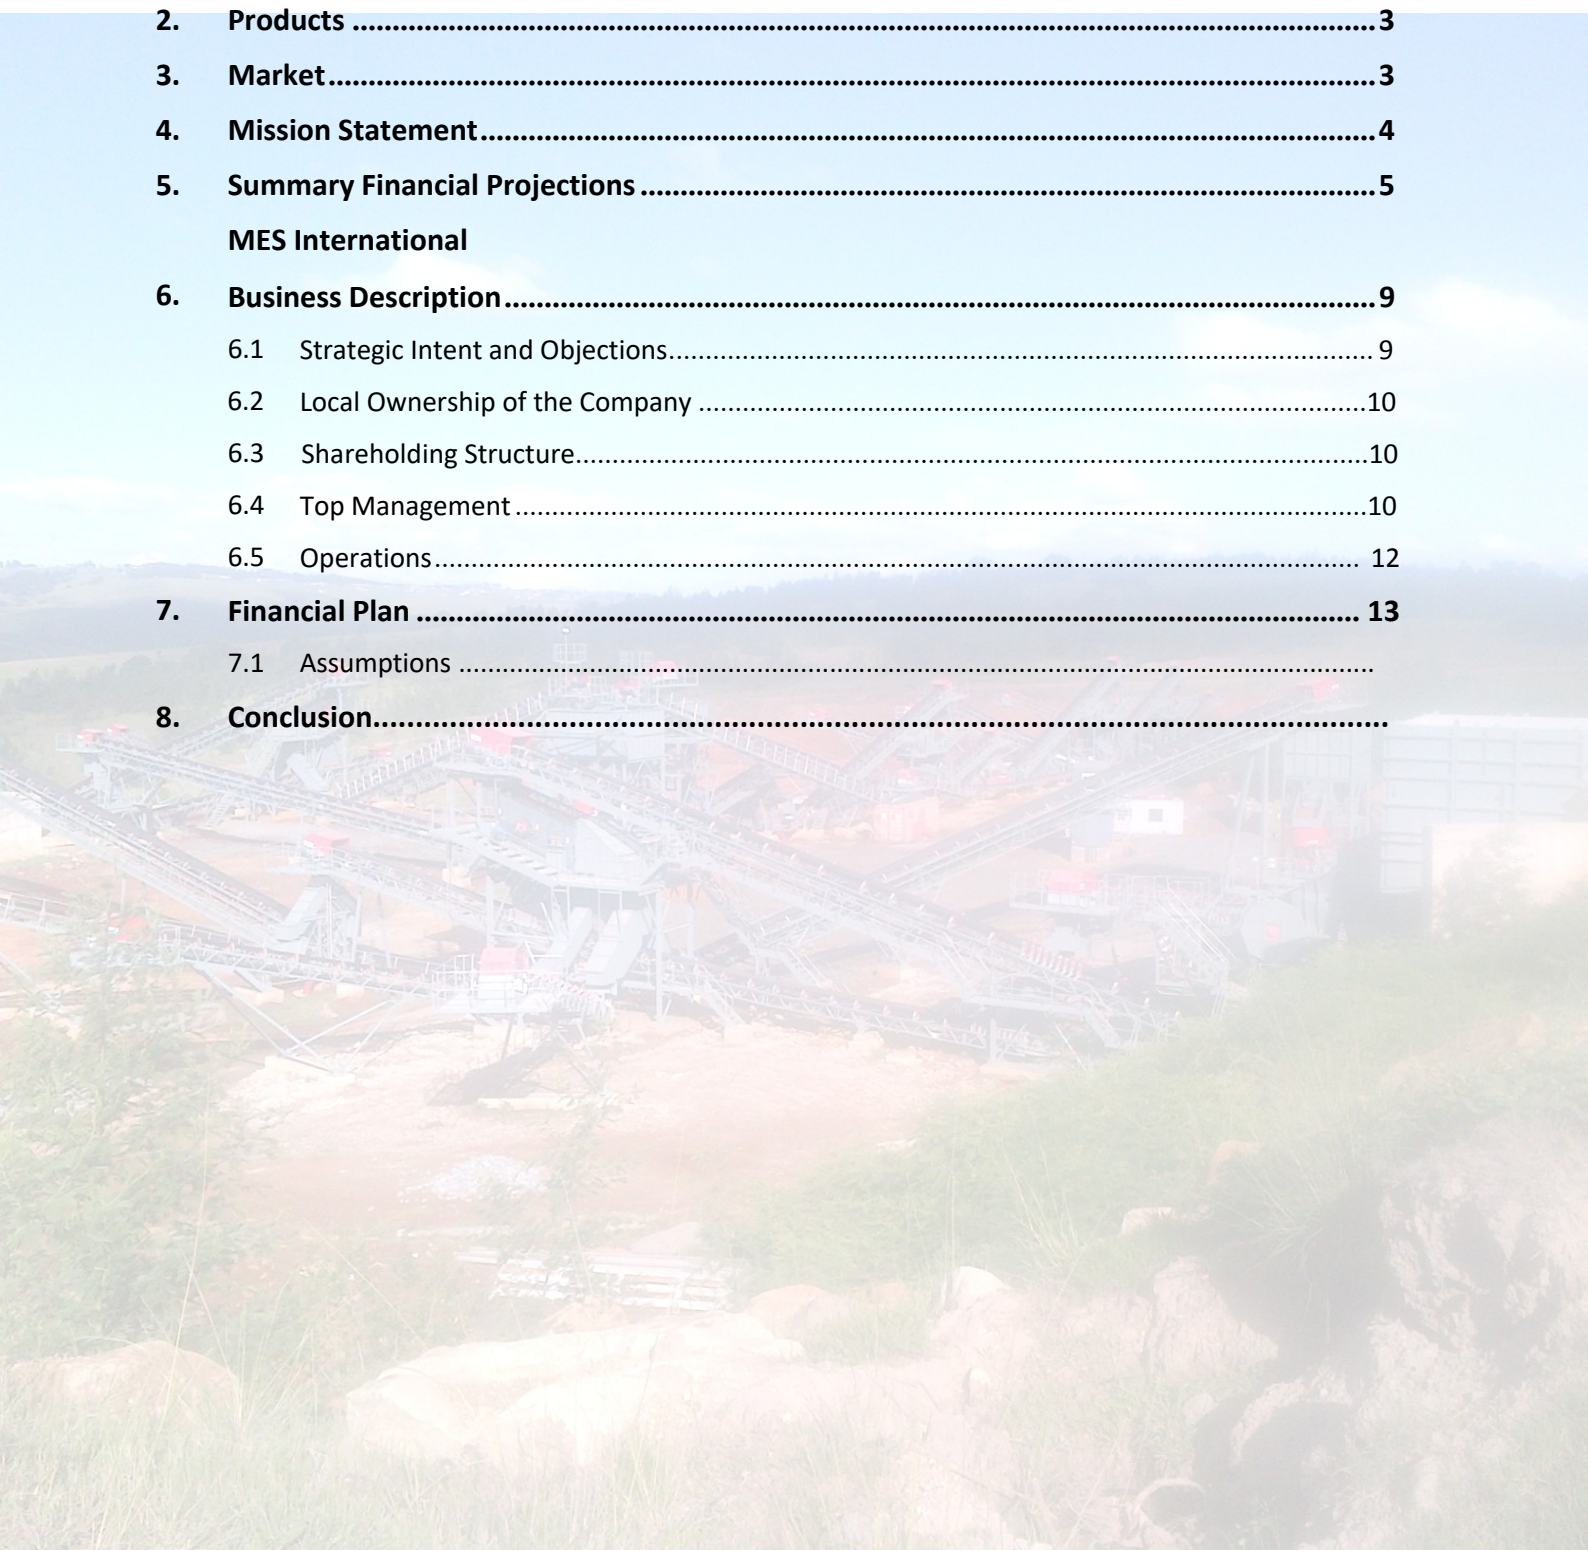 2. Products ........................................ 3
3. Market ........................................ 3
4. Mission Statement ........................................ 4
5. Summary Financial Projections ........................................ 5
MES International
6. Business Description ........................................ 9
6.1 Strategic Intent and Objections ........................................ 9
6.2 Local Ownership of the Company ........................................ 10
6.3 Shareholding Structure ........................................ 10
6.4 Top Management ........................................ 10
6.5 Operations ........................................ 12
7. Financial Plan ........................................ 13
7.1 Assumptions ........................................
8. Conclusion ........................................